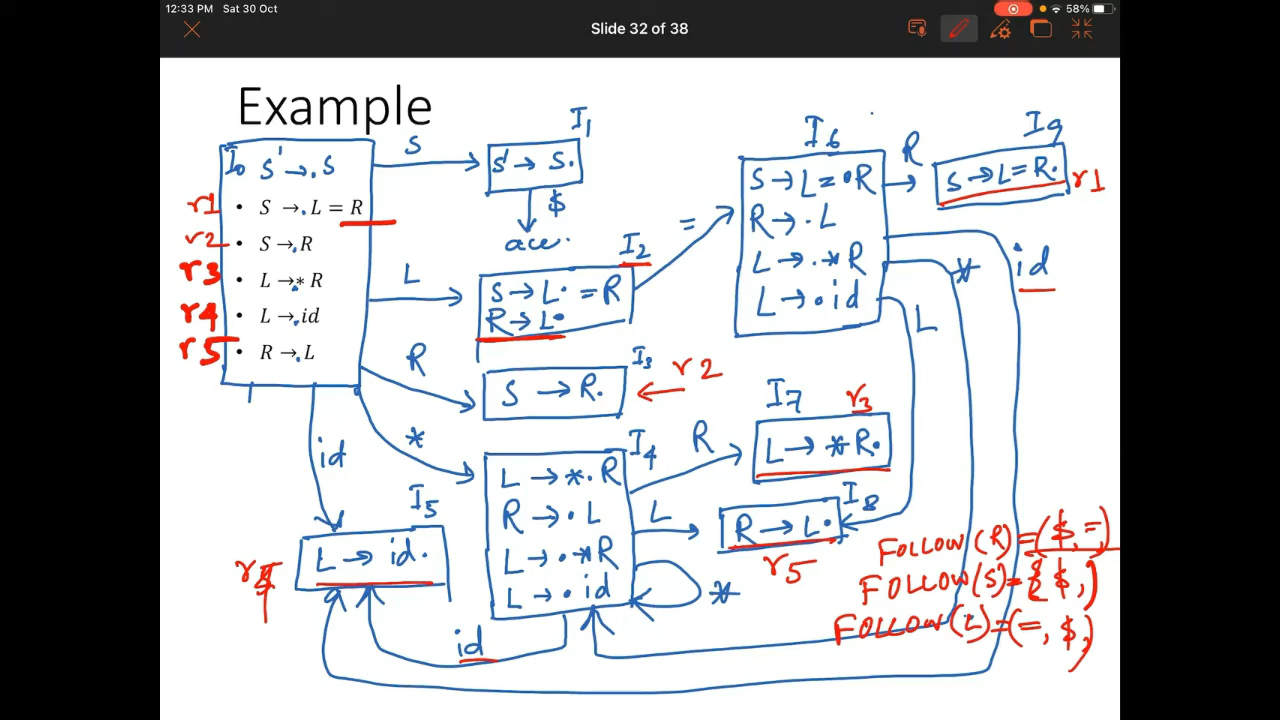 12:33 PM Sat 30 Oct
58%
Slide 32 of 38
Example
I0 S' → .S
r1 • S → .L = R
r2 • S → .R
r3 • L → .* R
r4 • L → .id
r5 • R → .L
S
I1
S' → S.
$
acc.
L
I2
S → L. = R
R → L.
=
R
I3
S → R.
r2
*
I4
L → *.R
R → .L
L → .*R
L → .id
*
id
I5
L → id.
r4
id
I6
S → L = .R
R → .L
L → .*R
L → .id
R
I9
S → L = R.
r1
id
*
L
R
I7
r3
L → *R.
L
I8
R → L.
r5
FOLLOW(R) = ($, =)
FOLLOW(S) = {$,)
FOLLOW(L) = (=, $,)